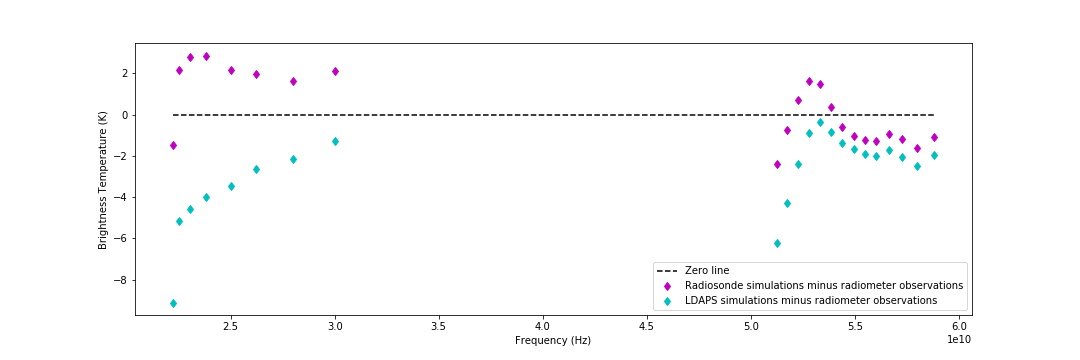 2
0
−2
−4
−6
−8
Brightness Temperature (K)
2.5 3.0 3.5 4.0 4.5 5.0 5.5 6.0
1e10
Frequency (Hz)
Zero line
Radiosonde simulations minus radiometer observations
LDAPS simulations minus radiometer observations